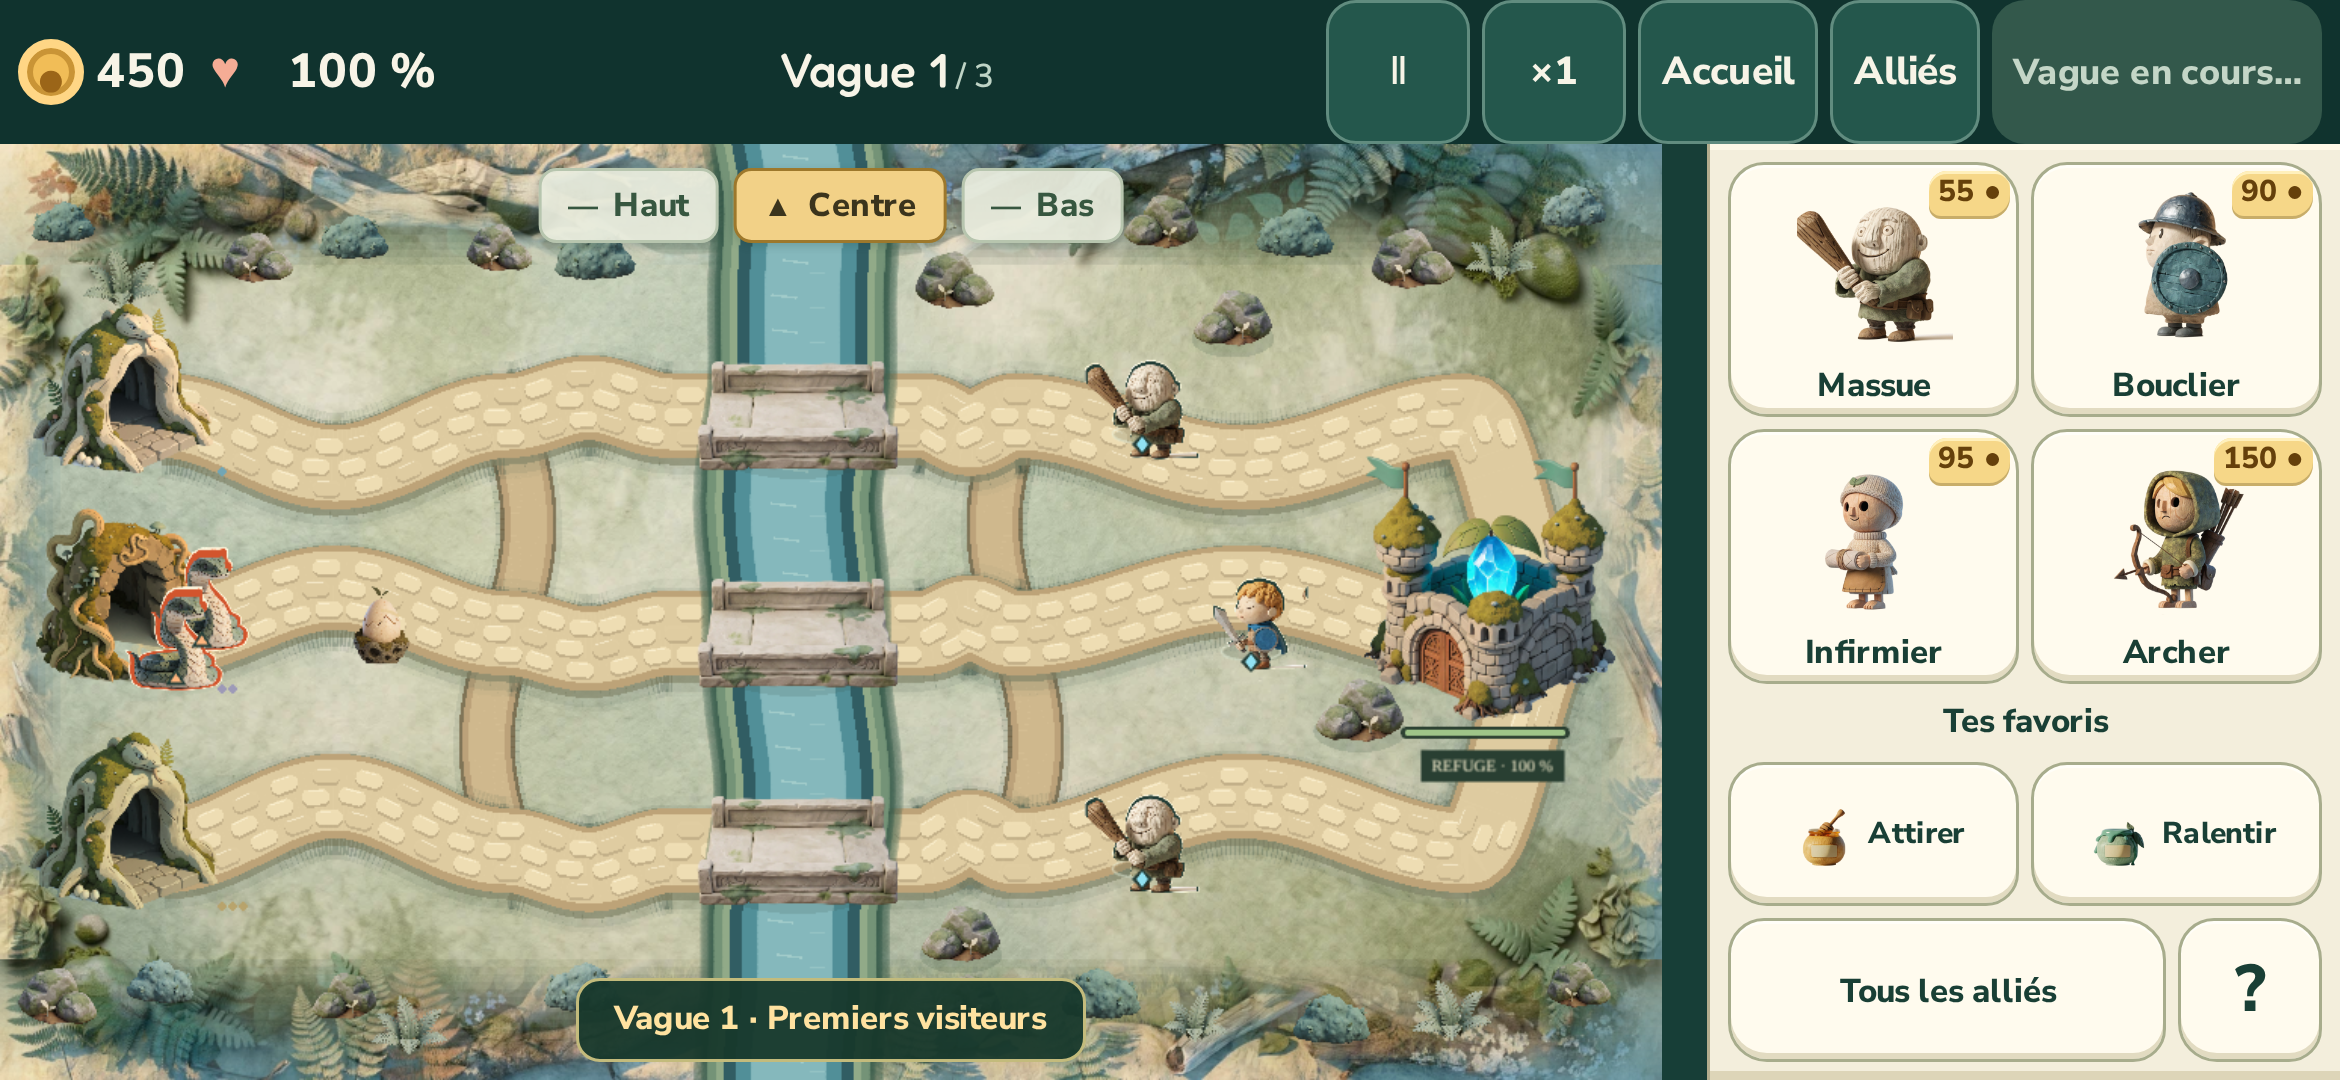 450 ♥ 100 %
Vague 1 / 3
||
×1
Accueil
Alliés
Vague en cours...
— Haut
▲ Centre
— Bas
55 ●
Massue
90 ●
Bouclier
95 ●
Infirmier
150 ●
Archer
Tes favoris
Attirer
Ralentir
REFUGE · 100 %
Tous les alliés
?
Vague 1 · Premiers visiteurs